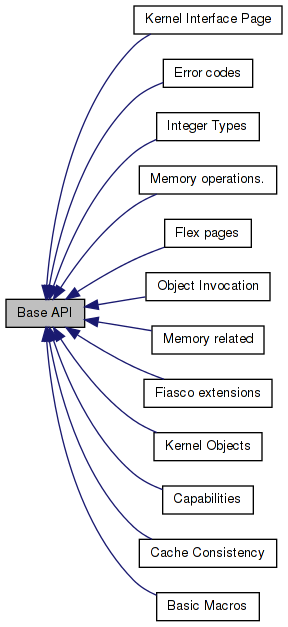 Kernel Interface Page
Error codes
Integer Types
Memory operations.
Flex pages
Object Invocation
Base API
Memory related
Fiasco extensions
Kernel Objects
Capabilities
Cache Consistency
Basic Macros